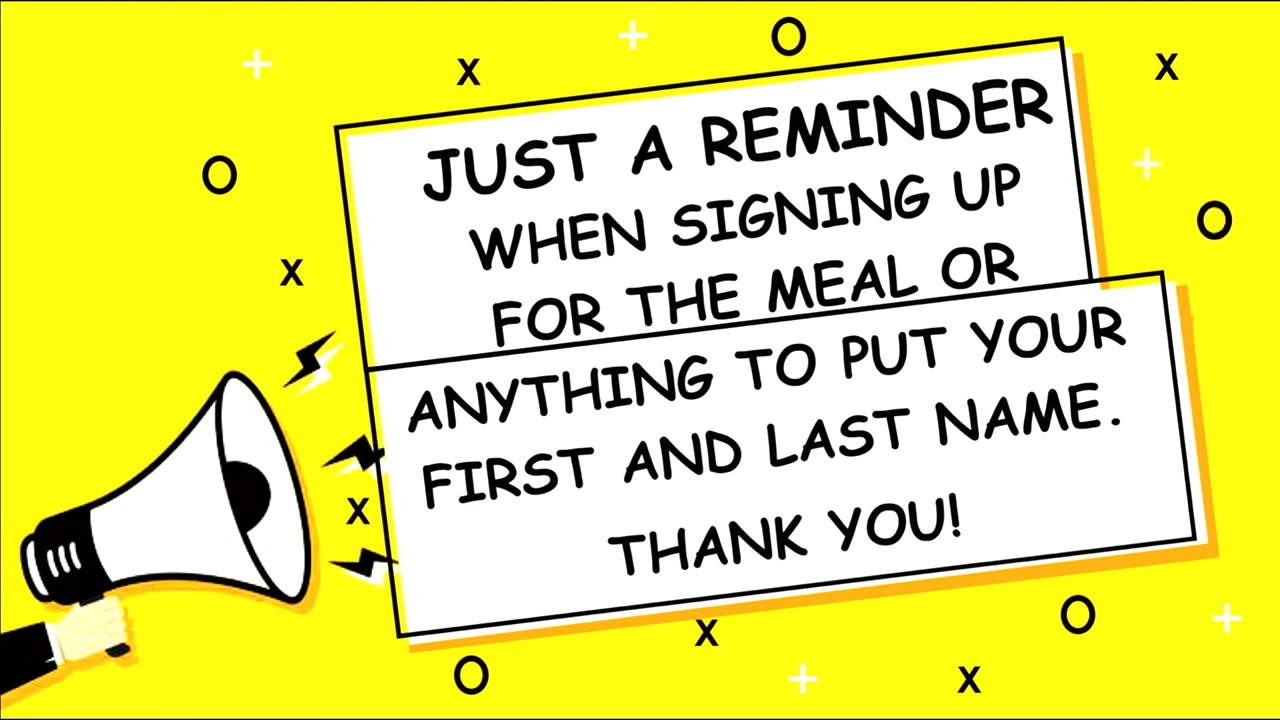 JUST A REMINDER
WHEN SIGNING UP
FOR THE MEAL OR
ANYTHING TO PUT YOUR
FIRST AND LAST NAME.
THANK YOU!